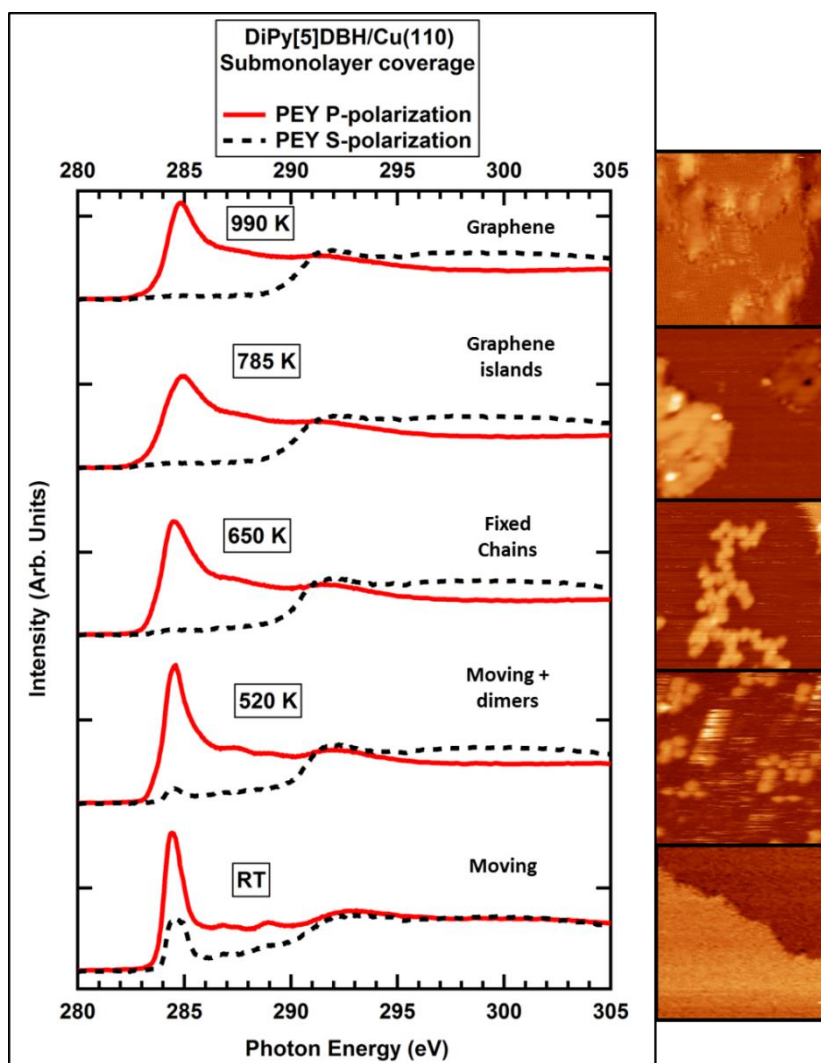 DiPy[5]DBH/Cu(110)
Submonolayer coverage
PEY P-polarization
PEY S-polarization
280 285 290 295 300 305
990 K
Graphene
785 K
Graphene
islands
650 K
Fixed
Chains
520 K
Moving +
dimers
RT
Moving
Intensity (Arb. Units)
280 285 290 295 300 305
Photon Energy (eV)